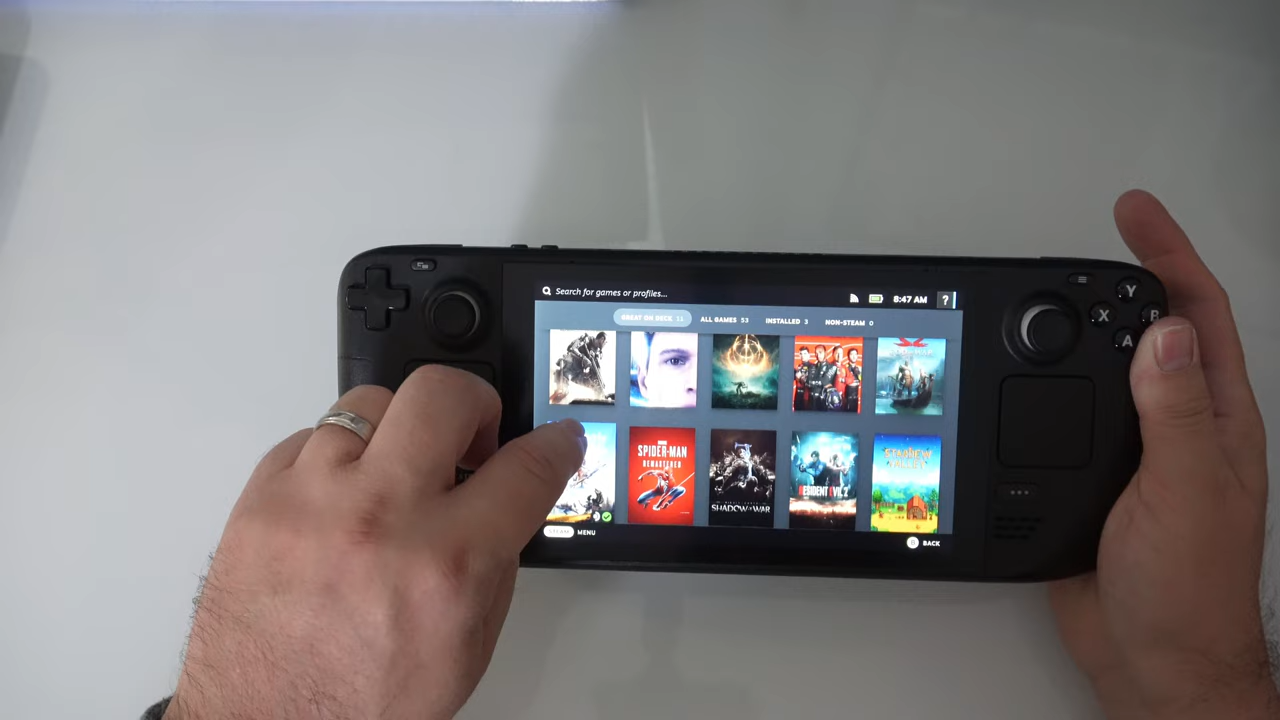 Search for games or profiles...
8:47 AM
?
GREAT ON DECK 11
ALL GAMES 53
INSTALLED 3
NON-STEAM 0
SPIDER-MAN
REMASTERED
SHADOW OF WAR
RESIDENT EVIL 2
STARDEW
VALLEY
STEAM MENU
B BACK
Y
X
B
A